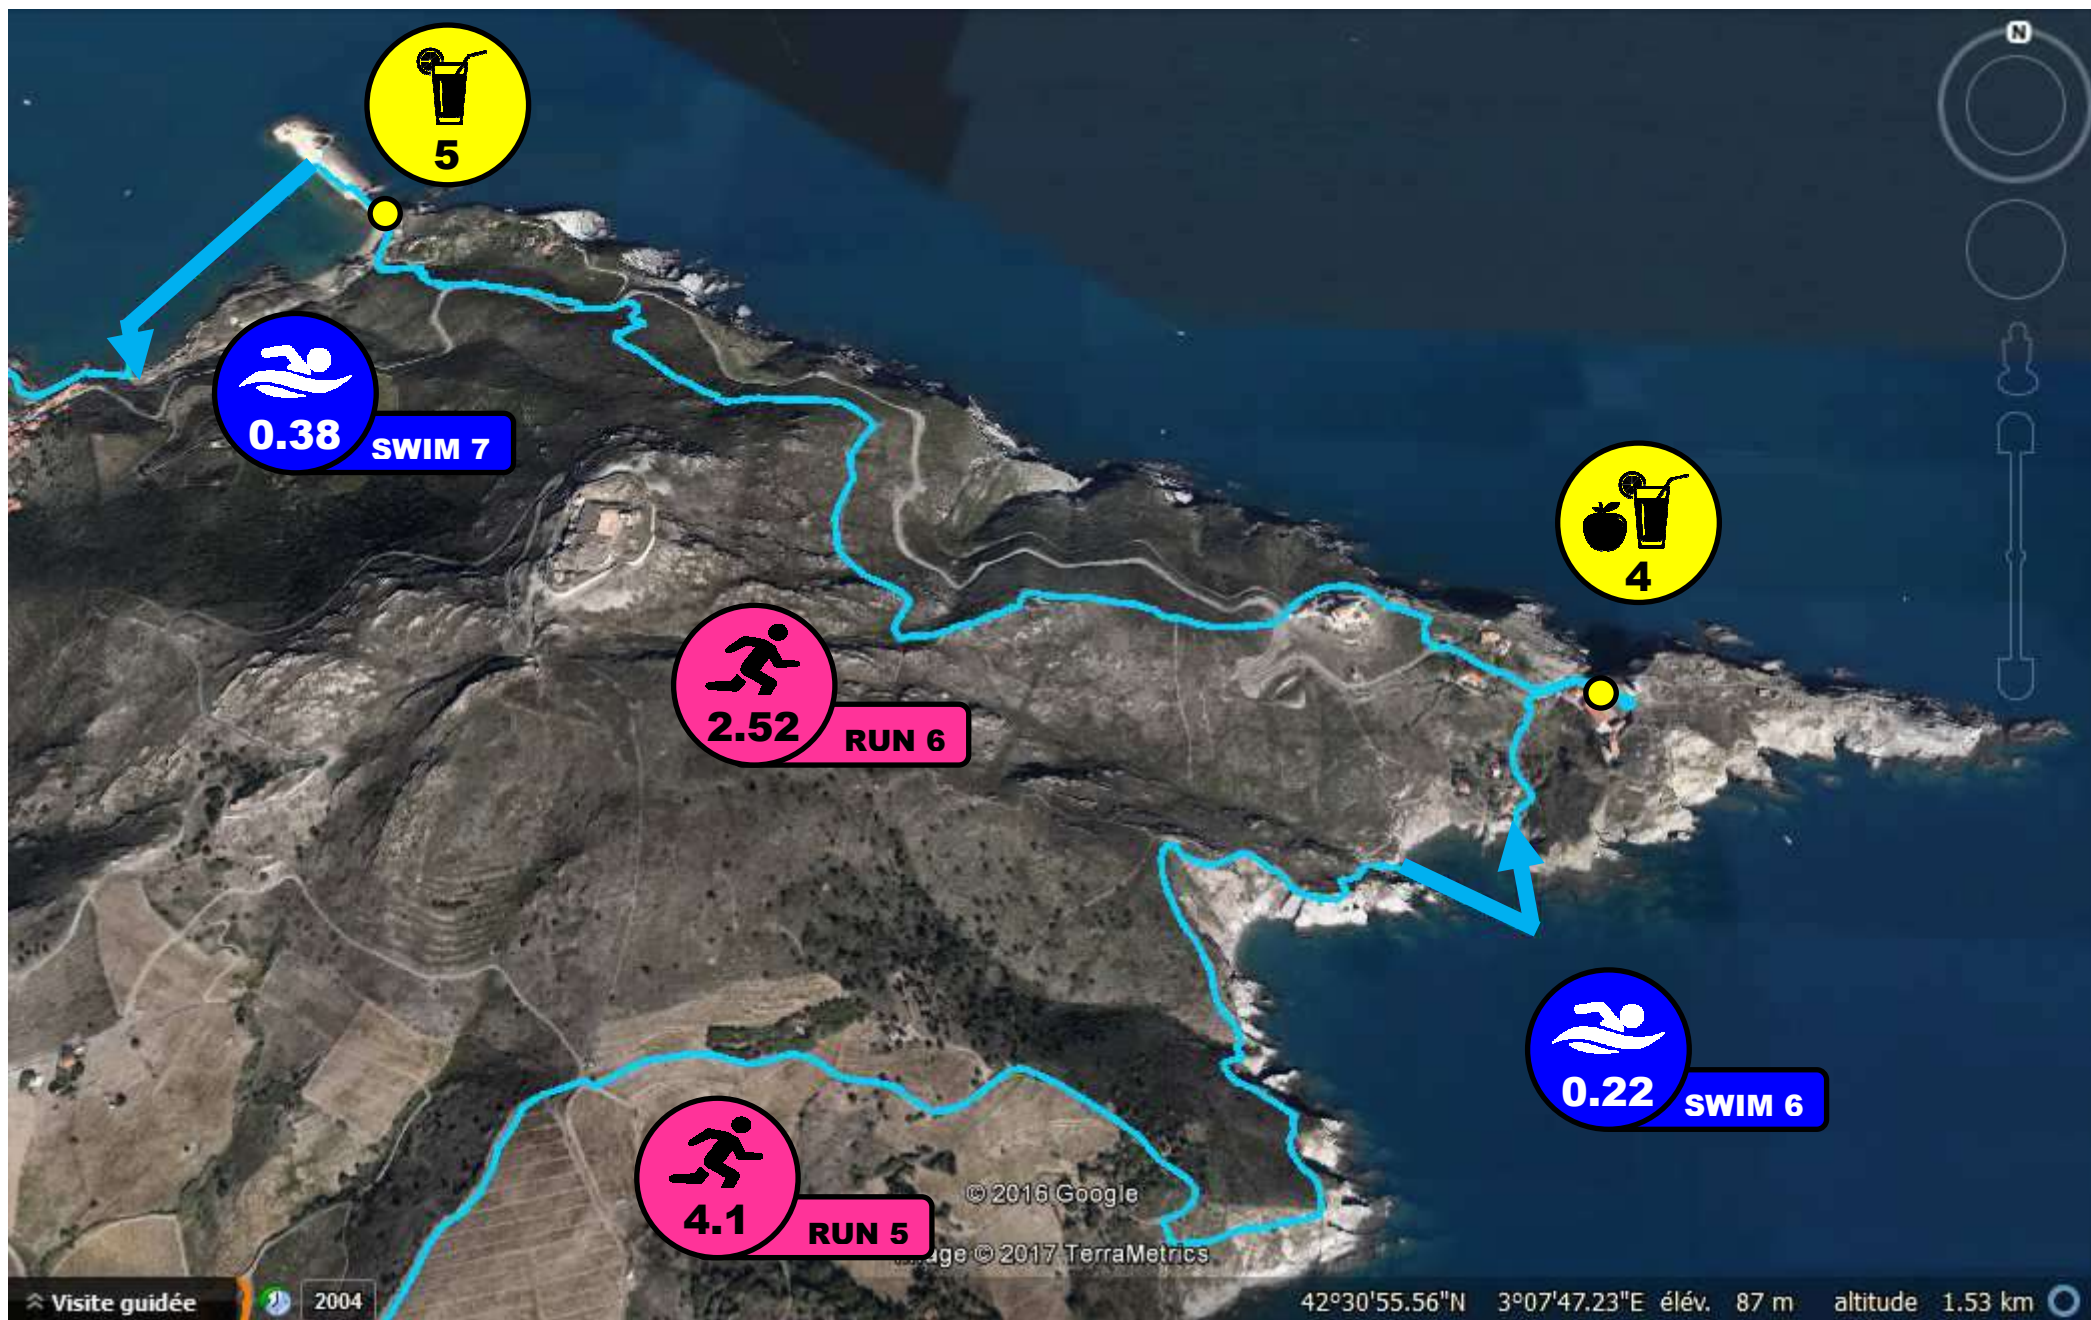 N
5
0.38 SWIM 7
4
2.52 RUN 6
0.22 SWIM 6
4.1 RUN 5
© 2016 Google
age © 2017 TerraMetrics
Visite guidée
2004
42°30'55.56"N 3°07'47.23"E élév. 87 m altitude 1.53 km